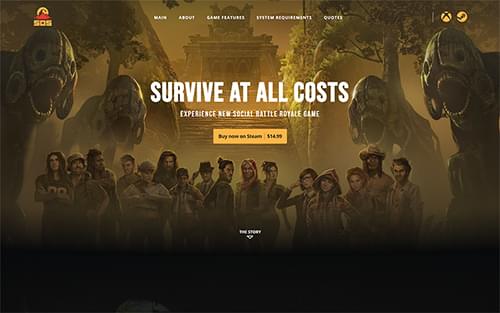 SOS
MAIN
ABOUT
GAME FEATURES
SYSTEM REQUIREMENTS
QUOTES
SURVIVE AT ALL COSTS
EXPERIENCE NEW SOCIAL BATTLE ROYALE GAME
Buy now on Steam | $14.99
THE STORY